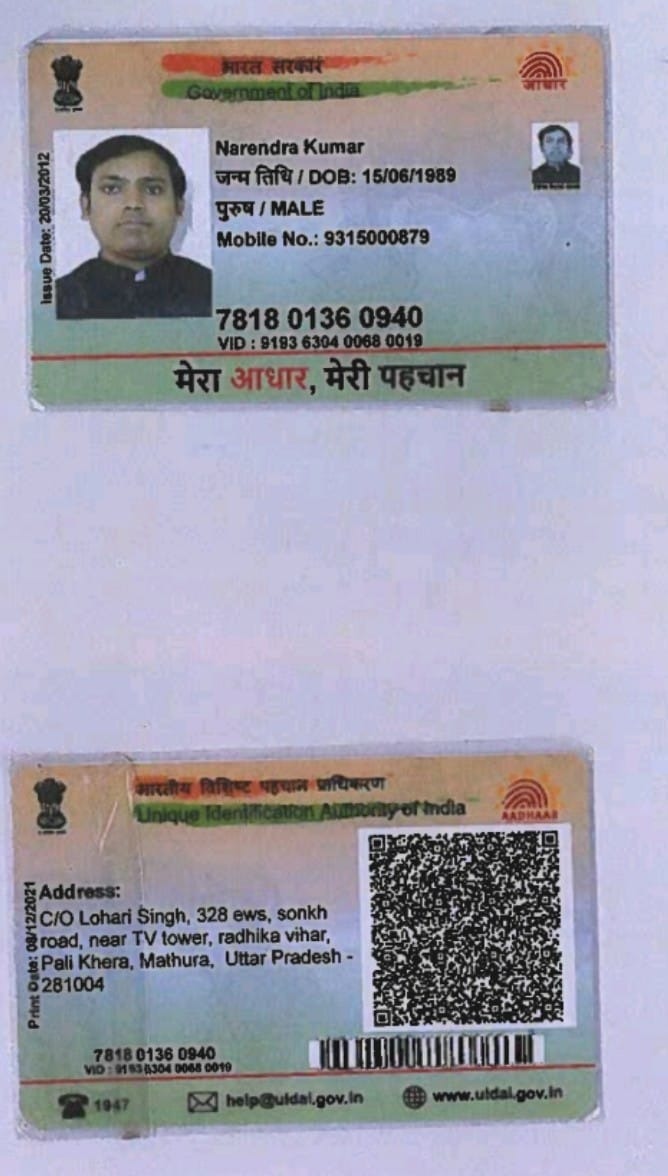 भारत सरकार
Government of India
आधार
Narendra Kumar
जन्म तिथि / DOB: 15/06/1989
पुरुष / MALE
Mobile No.: 9315000879
Issue Date: 20/03/2012
7818 0136 0940
VID : 9193 6304 0068 0019
मेरा आधार, मेरी पहचान
भारतीय विशिष्ट पहचान प्राधिकरण
Unique Identification Authority of India
AADHAAR
Address:
C/O Lohari Singh, 328 ews, sonkh
road, near TV tower, radhika vihar,
Pali Khera, Mathura, Uttar Pradesh -
281004
Print Date: 08/12/2021
7818 0136 0940
VID : 9193 6304 0068 0019
1947
help@uidai.gov.in
www.uidai.gov.in